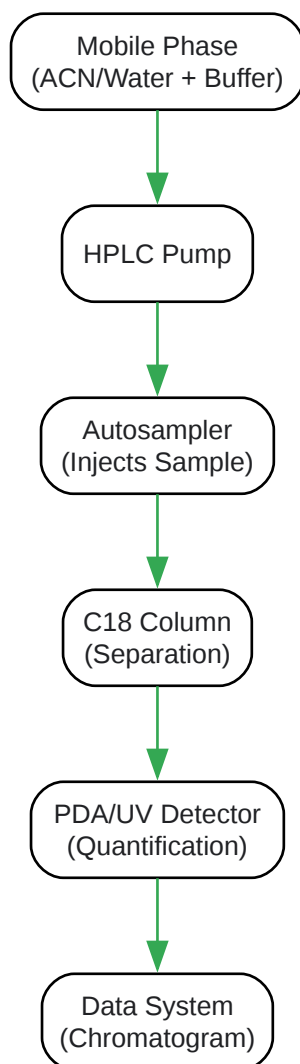 Mobile Phase
(ACN/Water + Buffer)
HPLC Pump
Autosampler
(Injects Sample)
C18 Column
(Separation)
PDA/UV Detector
(Quantification)
Data System
(Chromatogram)